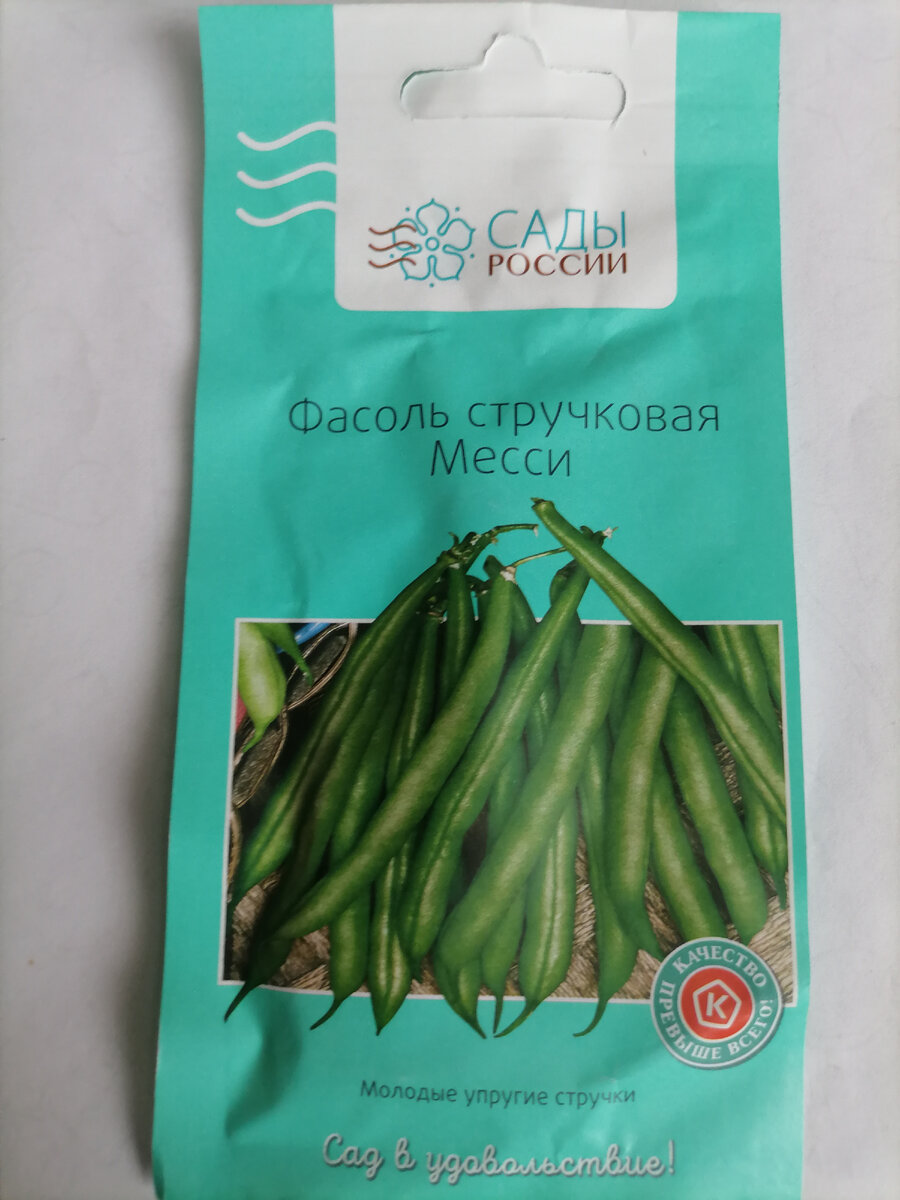 САДЫ
РОССИИ
Фасоль стручковая
Месси
КАЧЕСТВО
ПРЕВЫШЕ ВСЕГО!
К
Молодые упругие стручки
Сад в удовольствие!